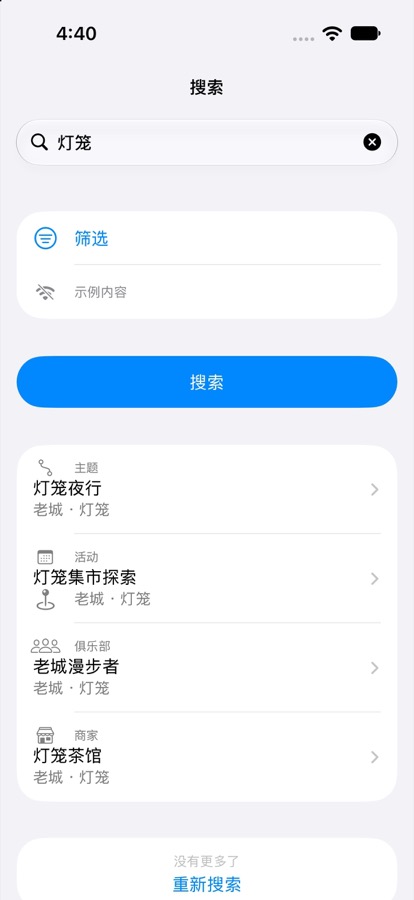 4:40
搜索
灯笼
筛选
示例内容
搜索
主题
灯笼夜行
老城 · 灯笼
活动
灯笼集市探索
老城 · 灯笼
俱乐部
老城漫步者
老城 · 灯笼
商家
灯笼茶馆
老城 · 灯笼
没有更多了
重新搜索